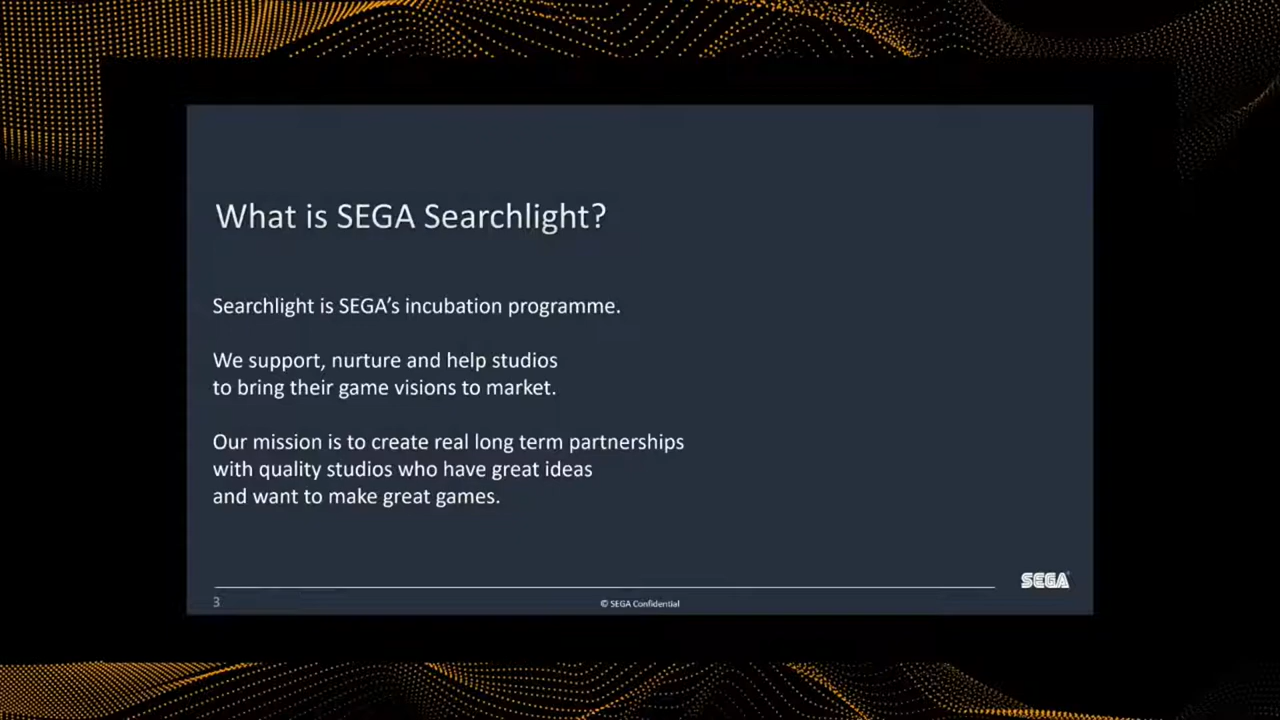 What is SEGA Searchlight?
Searchlight is SEGA’s incubation programme.
We support, nurture and help studios
to bring their game visions to market.
Our mission is to create real long term partnerships
with quality studios who have great ideas
and want to make great games.
SEGA
3
© SEGA Confidential